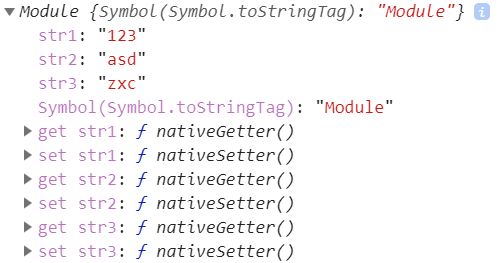 Module {Symbol(Symbol.toStringTag): "Module"} i
str1: "123"
str2: "asd"
str3: "zxc"
Symbol(Symbol.toStringTag): "Module"
get str1: ƒ nativeGetter()
set str1: ƒ nativeSetter()
get str2: ƒ nativeGetter()
set str2: ƒ nativeSetter()
get str3: ƒ nativeGetter()
set str3: ƒ nativeSetter()